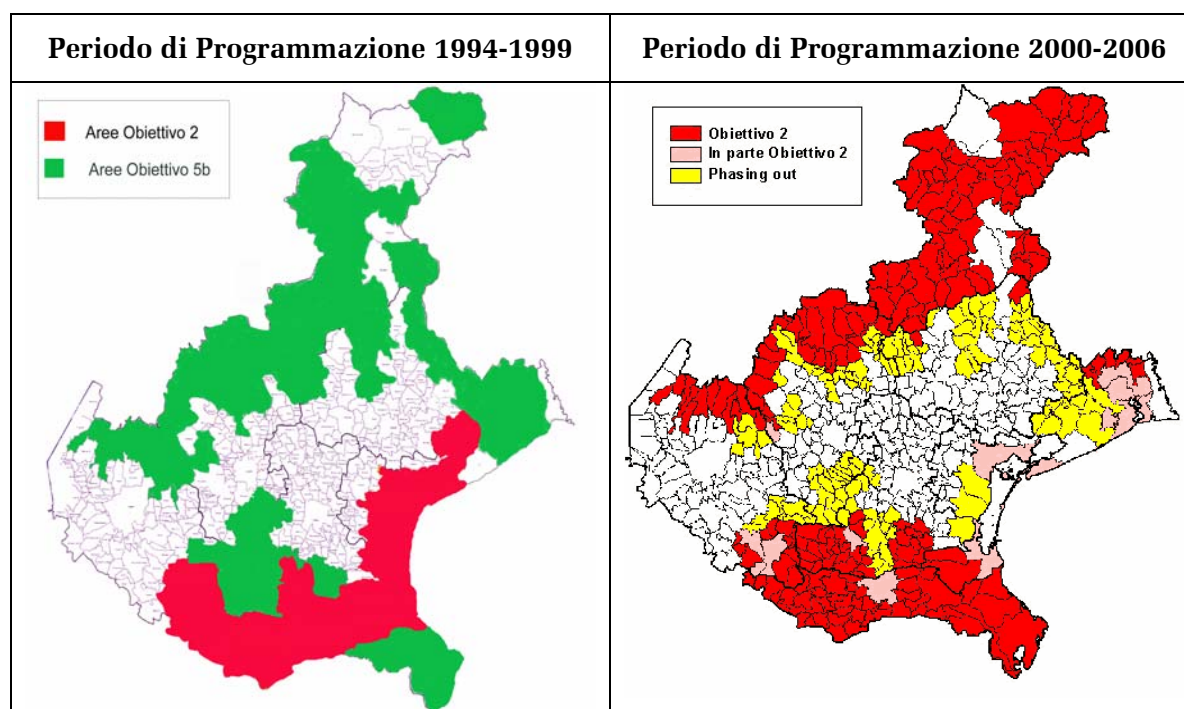 Periodo di Programmazione 1994-1999
Periodo di Programmazione 2000-2006
Aree Obiettivo 2
Aree Obiettivo 5b
Obiettivo 2
In parte Obiettivo 2
Phasing out